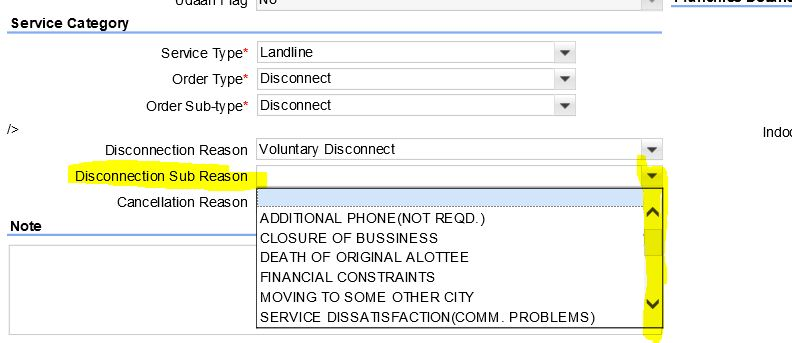 Udaan Flag No
Service Category
Service Type* Landline
Order Type* Disconnect
Order Sub-type* Disconnect
/>
Disconnection Reason Voluntary Disconnect
Disconnection Sub Reason
Cancellation Reason
ADDITIONAL PHONE(NOT REQD.)
CLOSURE OF BUSSINESS
DEATH OF ORIGINAL ALOTTEE
FINANCIAL CONSTRAINTS
MOVING TO SOME OTHER CITY
SERVICE DISSATISFACTION(COMM. PROBLEMS)
Note